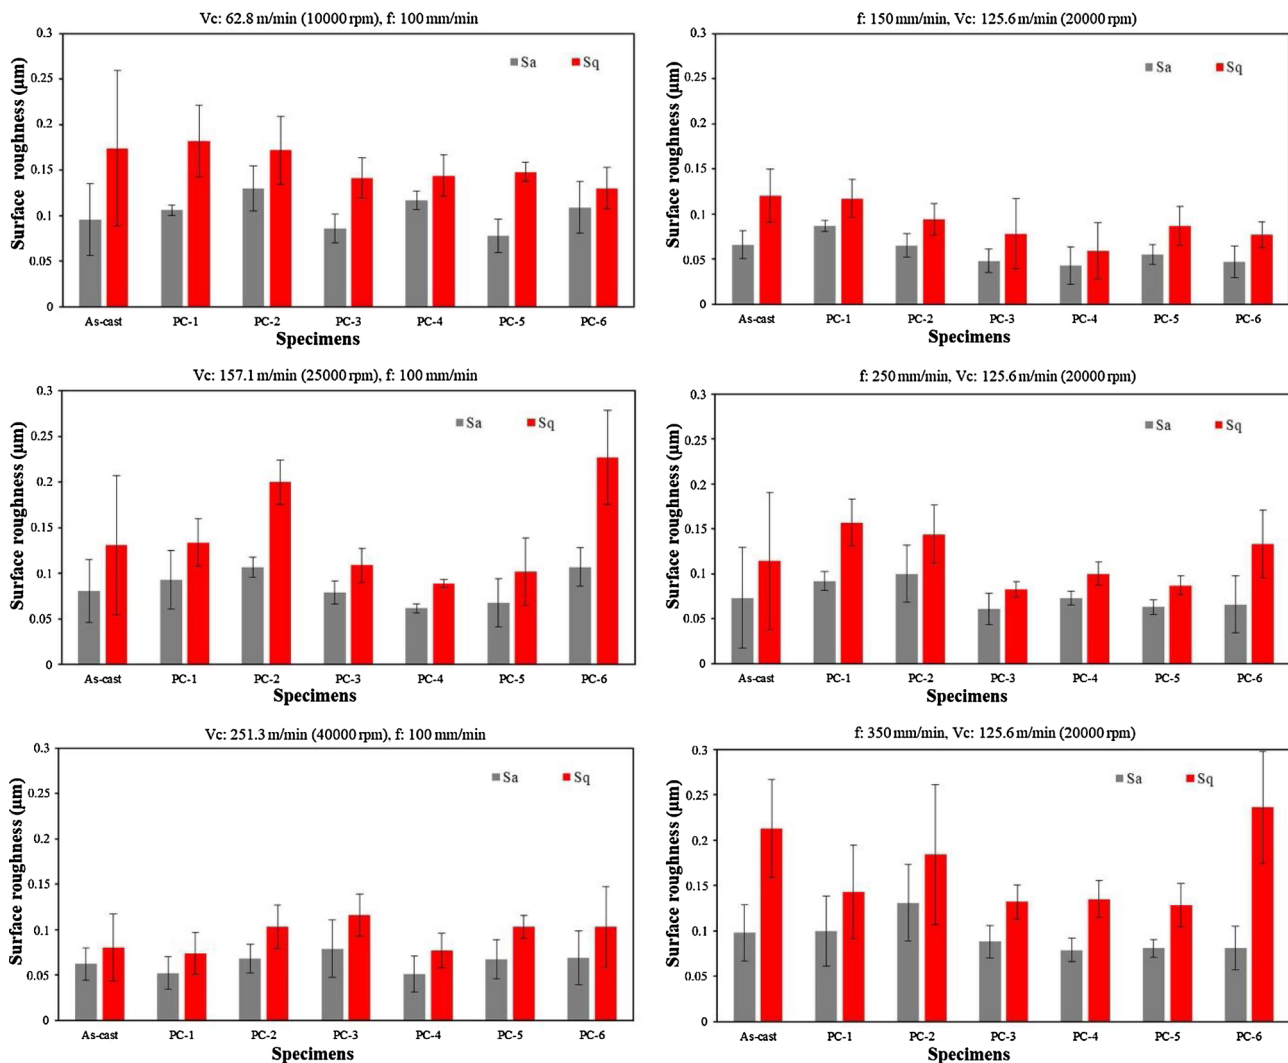 Vc: 62.8 m/min (10000 rpm), f: 100 mm/min
Surface roughness (μm)
0.3
0.25
0.2
0.15
0.1
0.05
0
Sa Sq
As-cast PC-1 PC-2 PC-3 PC-4 PC-5 PC-6
Specimens
f: 150 mm/min, Vc: 125.6 m/min (20000 rpm)
Surface roughness (μm)
0.3
0.25
0.2
0.15
0.1
0.05
0
Sa Sq
As-cast PC-1 PC-2 PC-3 PC-4 PC-5 PC-6
Specimens
Vc: 157.1 m/min (25000 rpm), f: 100 mm/min
Surface roughness (μm)
0.3
0.25
0.2
0.15
0.1
0.05
0
Sa Sq
As-cast PC-1 PC-2 PC-3 PC-4 PC-5 PC-6
Specimens
f: 250 mm/min, Vc: 125.6 m/min (20000 rpm)
Surface roughness (μm)
0.3
0.25
0.2
0.15
0.1
0.05
0
Sa Sq
As-cast PC-1 PC-2 PC-3 PC-4 PC-5 PC-6
Specimens
Vc: 251.3 m/min (40000 rpm), f: 100 mm/min
Surface roughness (μm)
0.3
0.25
0.2
0.15
0.1
0.05
0
Sa Sq
As-cast PC-1 PC-2 PC-3 PC-4 PC-5 PC-6
Specimens
f: 350 mm/min, Vc: 125.6 m/min (20000 rpm)
Surface roughness (μm)
0.3
0.25
0.2
0.15
0.1
0.05
0
Sa Sq
As-cast PC-1 PC-2 PC-3 PC-4 PC-5 PC-6
Specimens